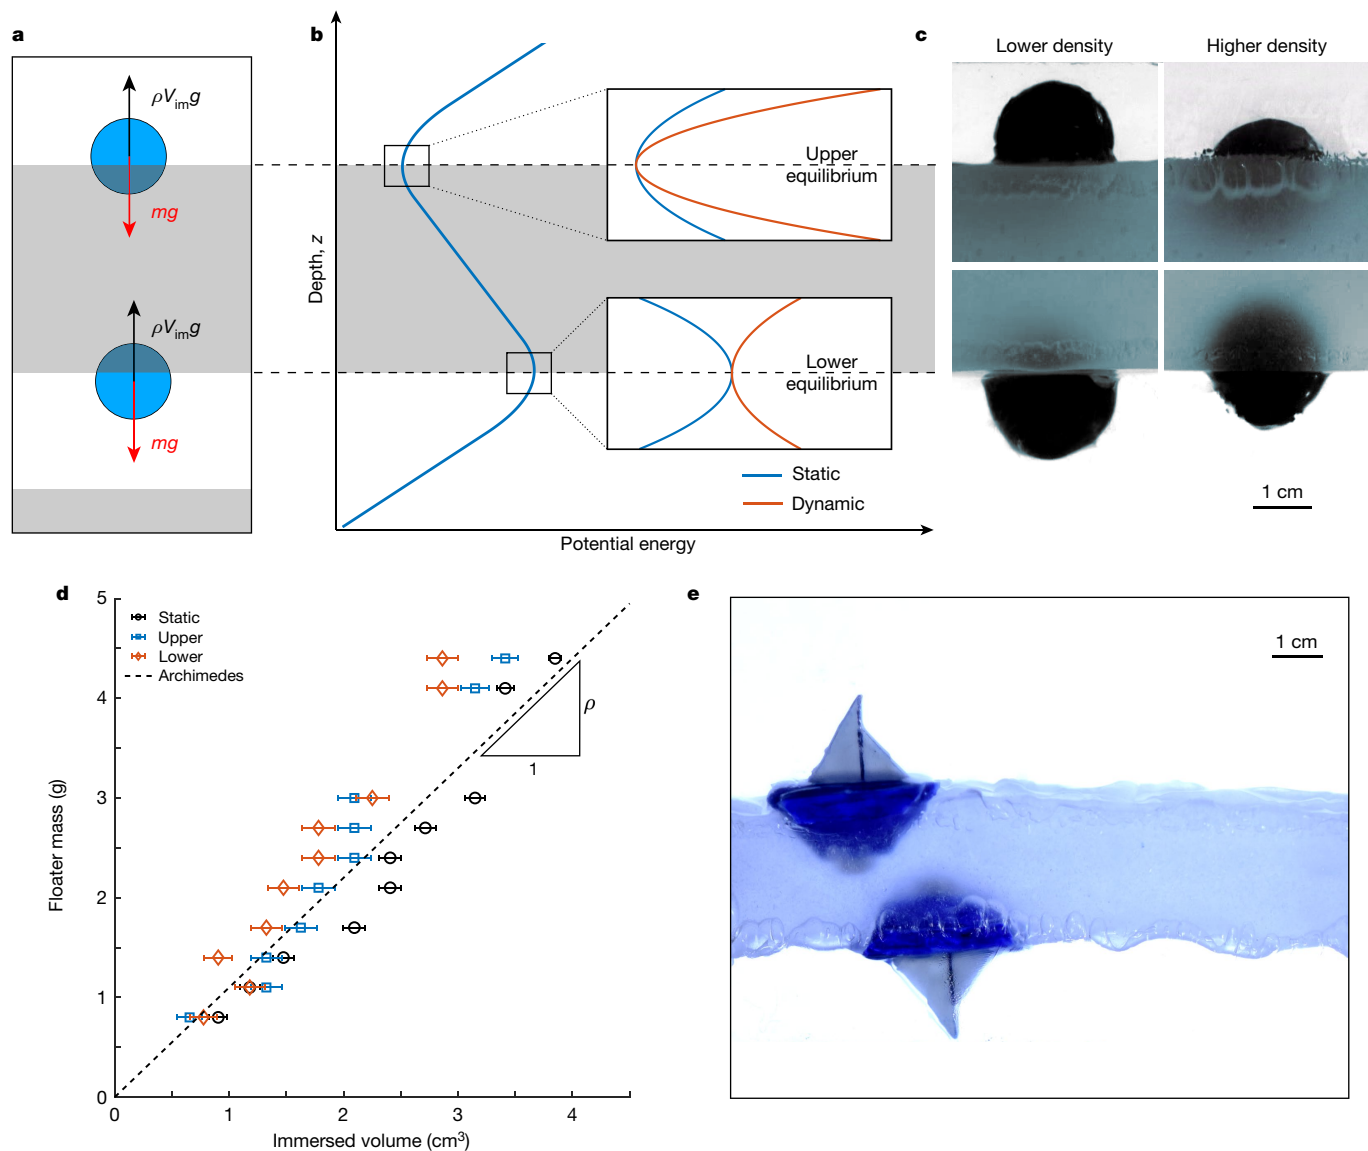 a
ρVimg
mg
ρVimg
mg
b
Depth, z
Potential energy
Upper
equilibrium
Lower
equilibrium
Static
Dynamic
c
Lower density
Higher density
1 cm
d
Static
Upper
Lower
Archimedes
ρ
1
Floater mass (g)
5
4
3
2
1
0
0
1
2
3
4
Immersed volume (cm³)
e
1 cm